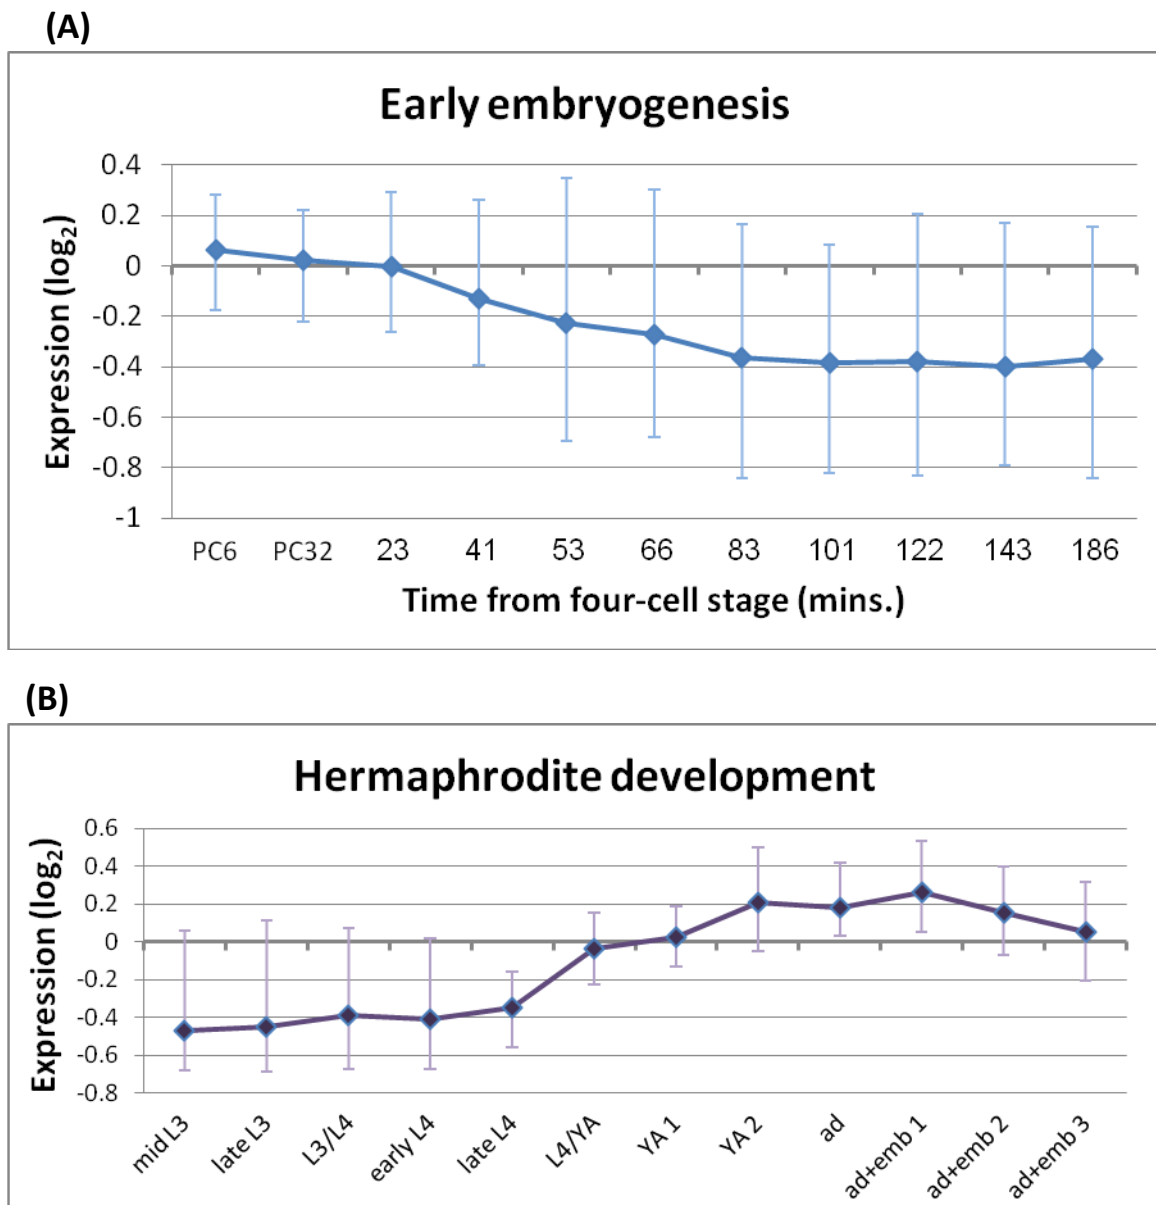 (A)
Early embryogenesis
Expression (log2)
0.4
0.2
0
-0.2
-0.4
-0.6
-0.8
-1
PC6 PC32 23 41 53 66 83 101 122 143 186
Time from four-cell stage (mins.)
(B)
Hermaphrodite development
Expression (log2)
0.6
0.4
0.2
0
-0.2
-0.4
-0.6
-0.8
mid L3 late L3 L3/L4 early L4 late L4 L4/YA YA 1 YA 2 ad ad+emb 1 ad+emb 2 ad+emb 3